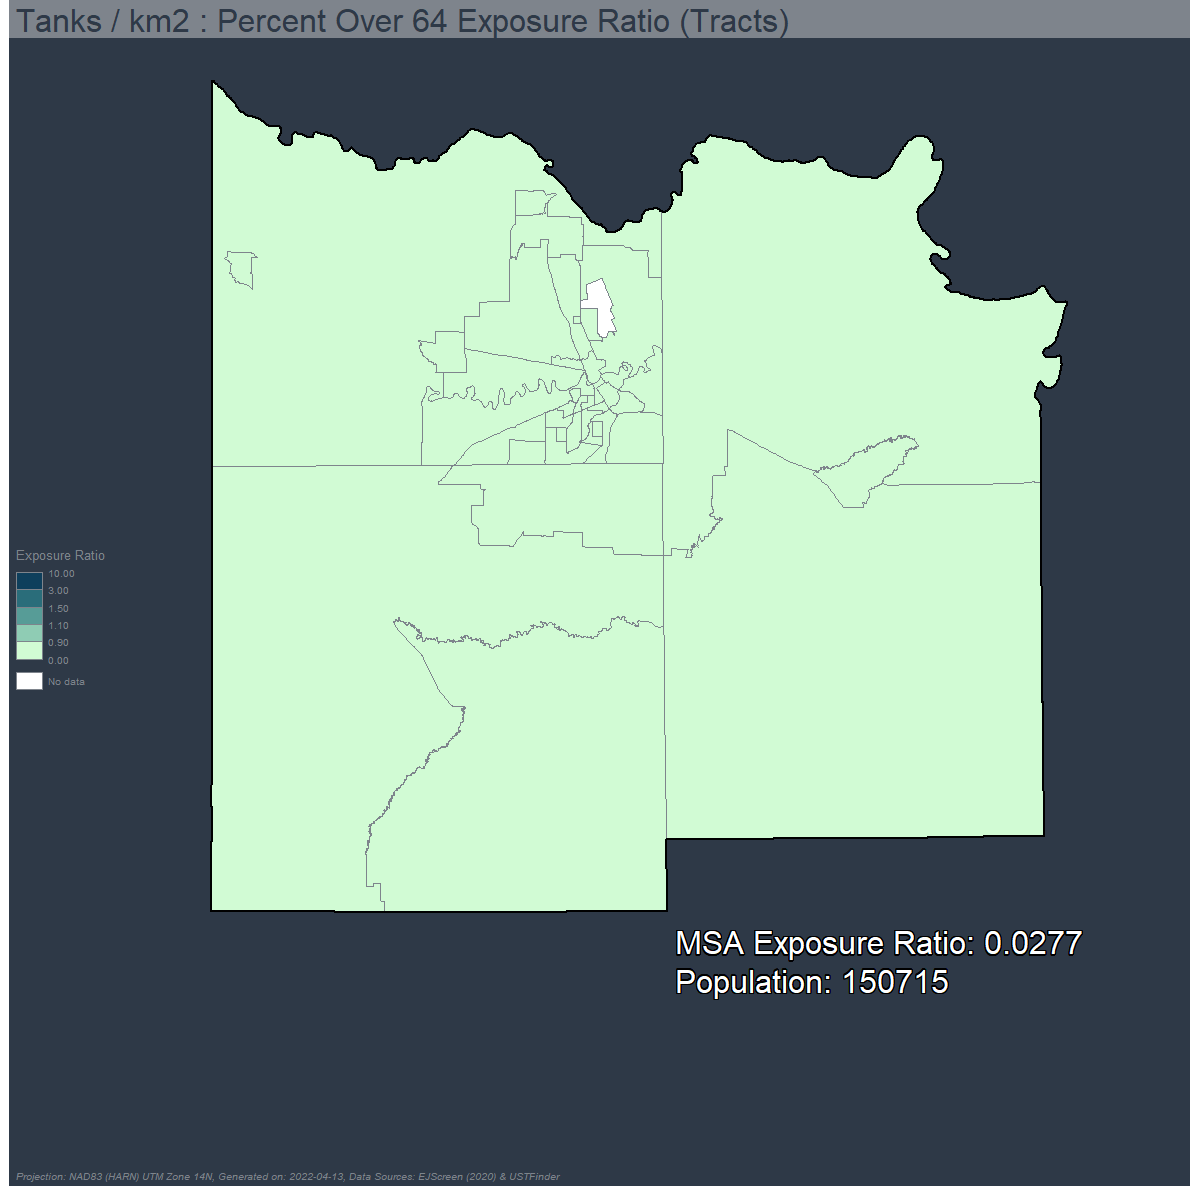 Tanks / km2 : Percent Over 64 Exposure Ratio (Tracts)
Exposure Ratio
10.00
3.00
1.50
1.10
0.90
0.00
No data
MSA Exposure Ratio: 0.0277
Population: 150715
Projection: NAD83 (HARN) UTM Zone 14N, Generated on: 2022-04-13, Data Sources: EJScreen (2020) & USTFinder